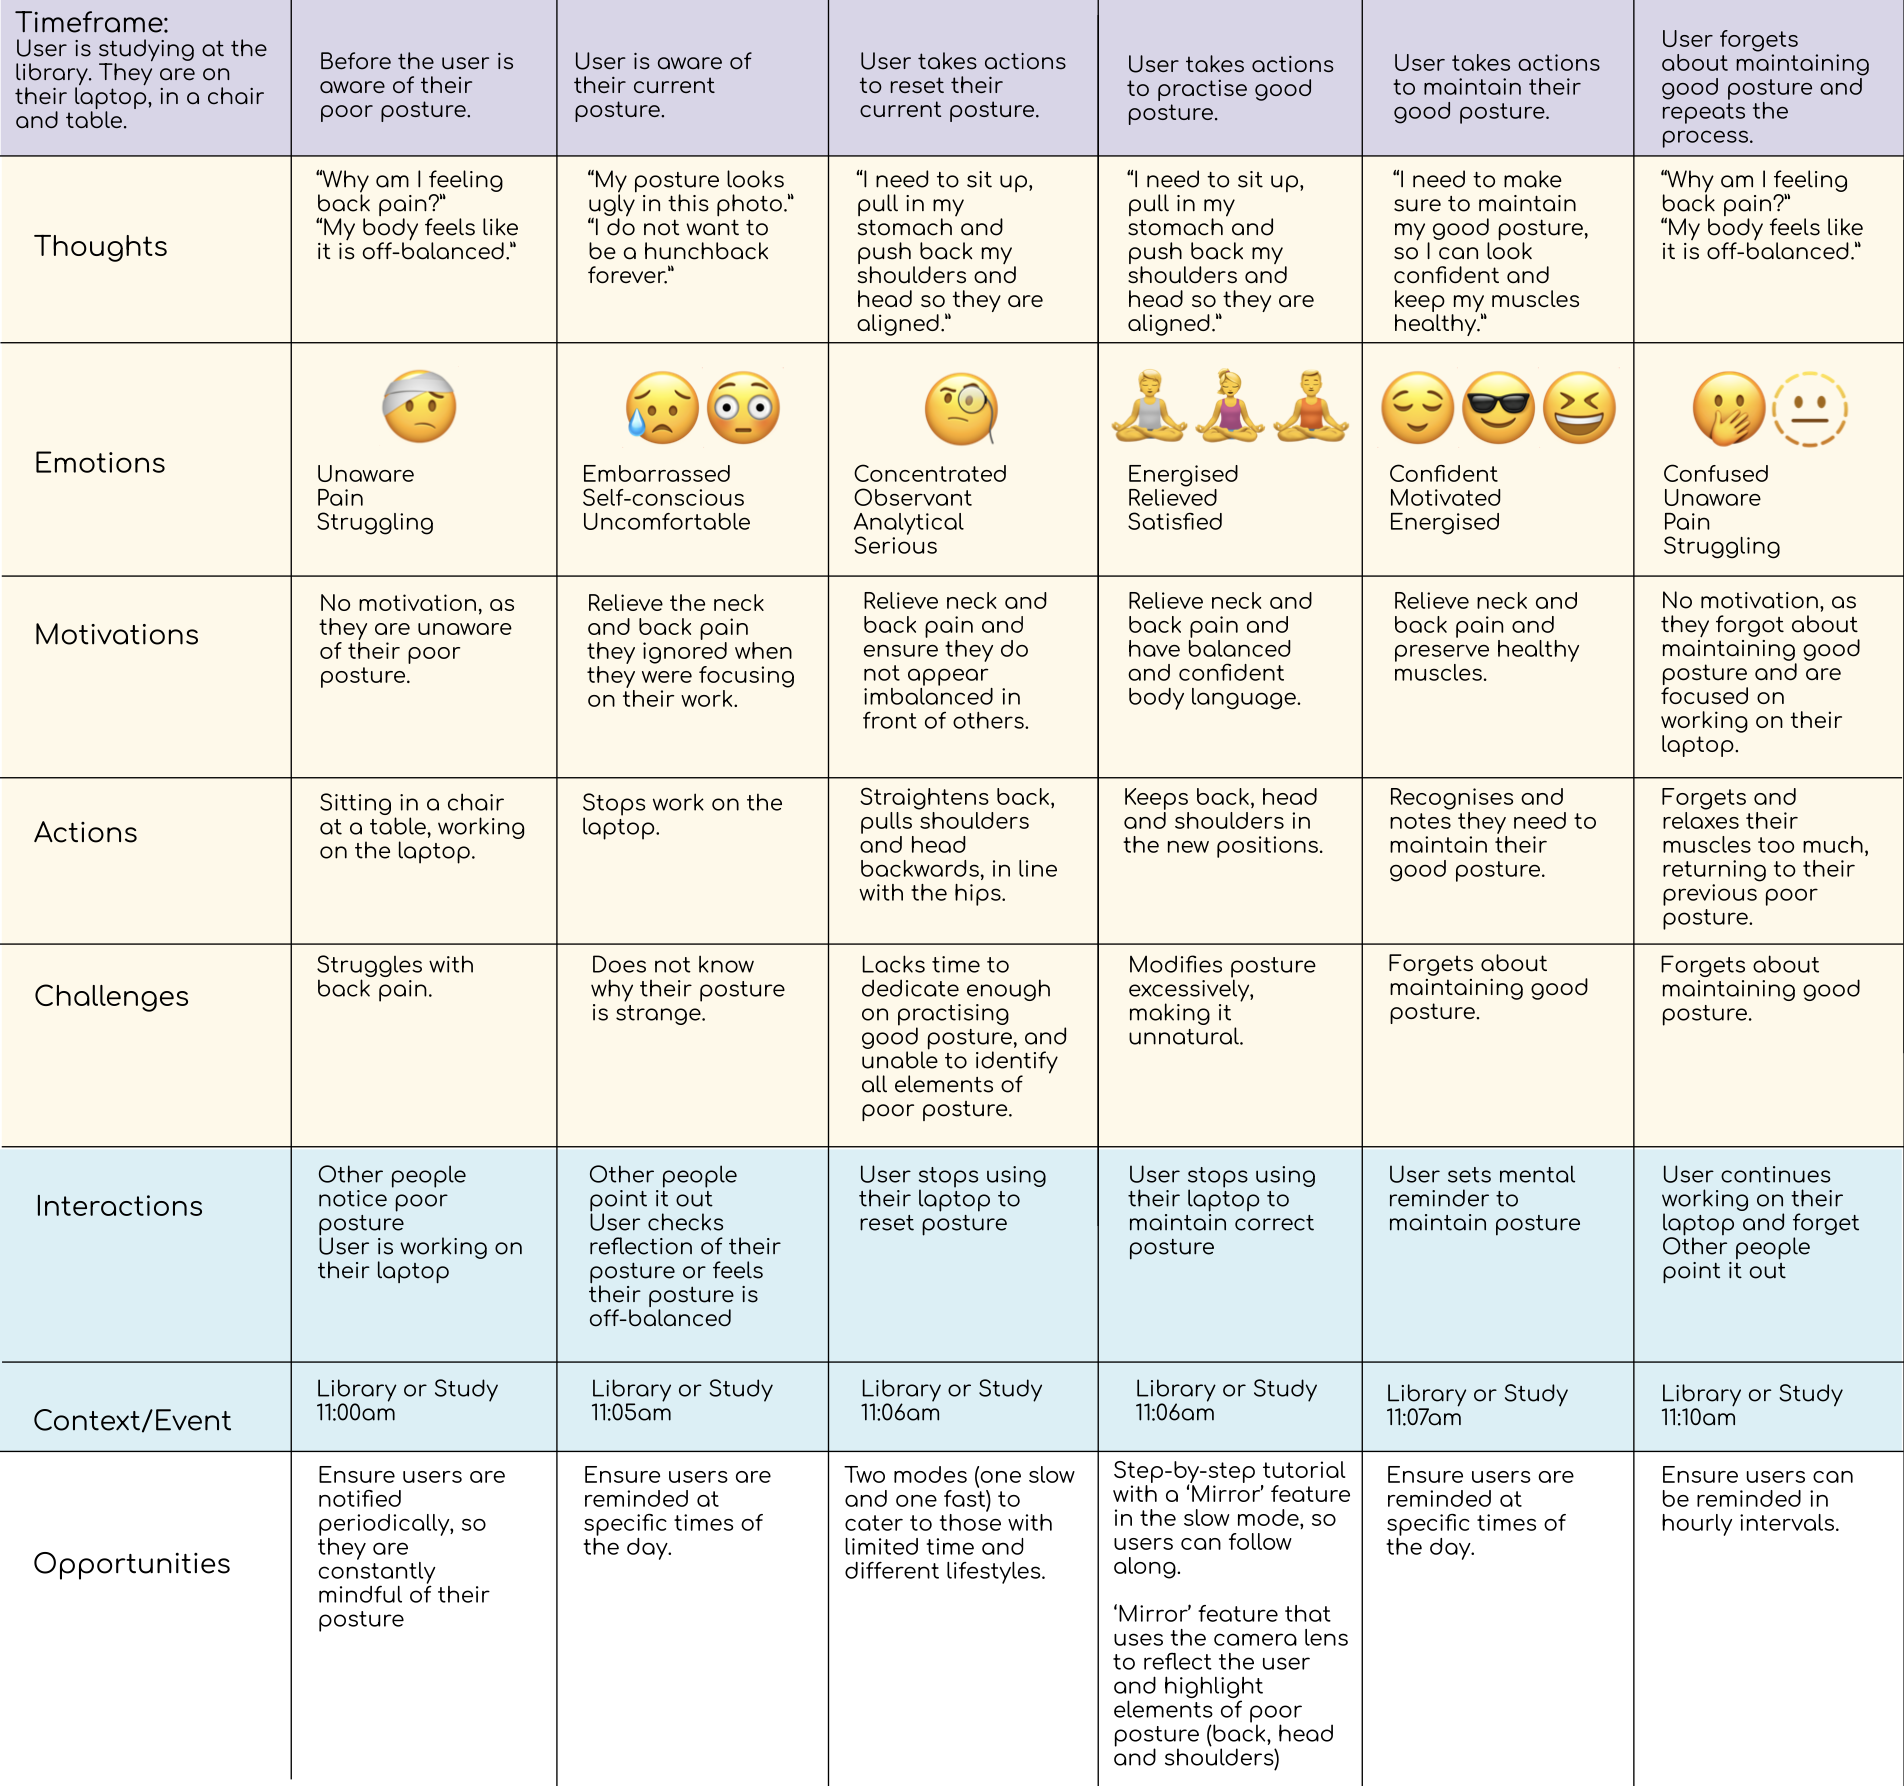 Timeframe:
User is studying at the
library. They are on
their laptop, in a chair
and table.
Before the user is
aware of their
poor posture.
User is aware of
their current
posture.
User takes actions
to reset their
current posture.
User takes actions
to practise good
posture.
User takes actions
to maintain their
good posture.
User forgets
about maintaining
good posture and
repeats the
process.
Thoughts
“Why am I feeling
back pain?”
“My body feels like
it is off-balanced.”
“My posture looks
ugly in this photo.”
“I do not want to
be a hunchback
forever.”
“I need to sit up,
pull in my
stomach and
push back my
shoulders and
head so they are
aligned.”
“I need to sit up,
pull in my
stomach and
push back my
shoulders and
head so they are
aligned.”
“I need to make
sure to maintain
my good posture,
so I can look
confident and
keep my muscles
healthy.”
“Why am I feeling
back pain?”
“My body feels like
it is off-balanced.”
Emotions
Unaware
Pain
Struggling
Embarrassed
Self-conscious
Uncomfortable
Concentrated
Observant
Analytical
Serious
Energised
Relieved
Satisfied
Confident
Motivated
Energised
Confused
Unaware
Pain
Struggling
Motivations
No motivation, as
they are unaware
of their poor
posture.
Relieve the neck
and back pain
they ignored when
they were focusing
on their work.
Relieve neck and
back pain and
ensure they do
not appear
imbalanced in
front of others.
Relieve neck and
back pain and
have balanced
and confident
body language.
Relieve neck and
back pain and
preserve healthy
muscles.
No motivation, as
they forgot about
maintaining good
posture and are
focused on
working on their
laptop.
Actions
Sitting in a chair
at a table, working
on the laptop.
Stops work on the
laptop.
Straightens back,
pulls shoulders
and head
backwards, in line
with the hips.
Keeps back, head
and shoulders in
the new positions.
Recognises and
notes they need to
maintain their
good posture.
Forgets and
relaxes their
muscles too much,
returning to their
previous poor
posture.
Challenges
Struggles with
back pain.
Does not know
why their posture
is strange.
Lacks time to
dedicate enough
on practising
good posture, and
unable to identify
all elements of
poor posture.
Modifies posture
excessively,
making it
unnatural.
Forgets about
maintaining good
posture.
Forgets about
maintaining good
posture.
Interactions
Other people
notice poor
posture
User is working on
their laptop
Other people
point it out
User checks
reflection of their
posture or feels
their posture is
off-balanced
User stops using
their laptop to
reset posture
User stops using
their laptop to
maintain correct
posture
User sets mental
reminder to
maintain posture
User continues
working on their
laptop and forget
Other people
point it out
Context/Event
Library or Study
11:00am
Library or Study
11:05am
Library or Study
11:06am
Library or Study
11:06am
Library or Study
11:07am
Library or Study
11:10am
Opportunities
Ensure users are
notified
periodically, so
they are
constantly
mindful of their
posture
Ensure users are
reminded at
specific times of
the day.
Two modes (one slow
and one fast) to
cater to those with
limited time and
different lifestyles.
Step-by-step tutorial
with a ‘Mirror’ feature
in the slow mode, so
users can follow
along.
‘Mirror’ feature that
uses the camera lens
to reflect the user
and highlight
elements of poor
posture (back, head
and shoulders)
Ensure users are
reminded at
specific times of
the day.
Ensure users can
be reminded in
hourly intervals.